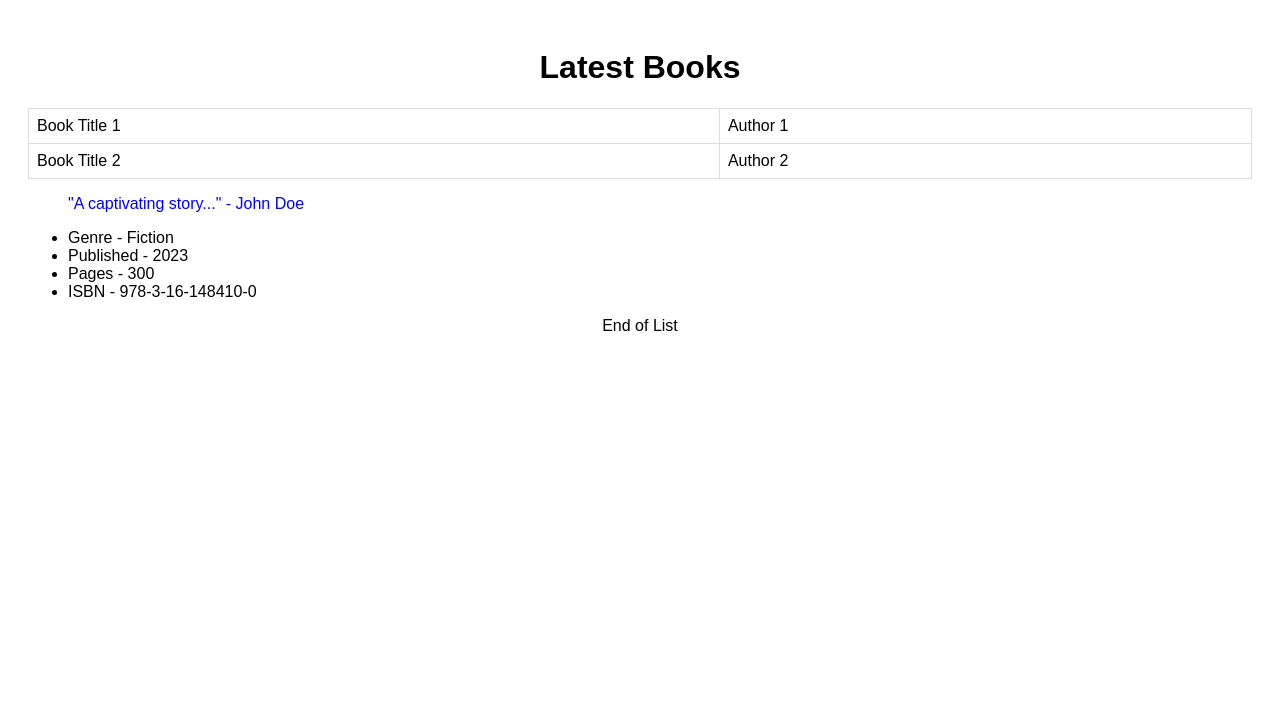 Latest Books
Book Title 1 Author 1
Book Title 2 Author 2
"A captivating story..." - John Doe
Genre - Fiction
Published - 2023
Pages - 300
ISBN - 978-3-16-148410-0
End of List